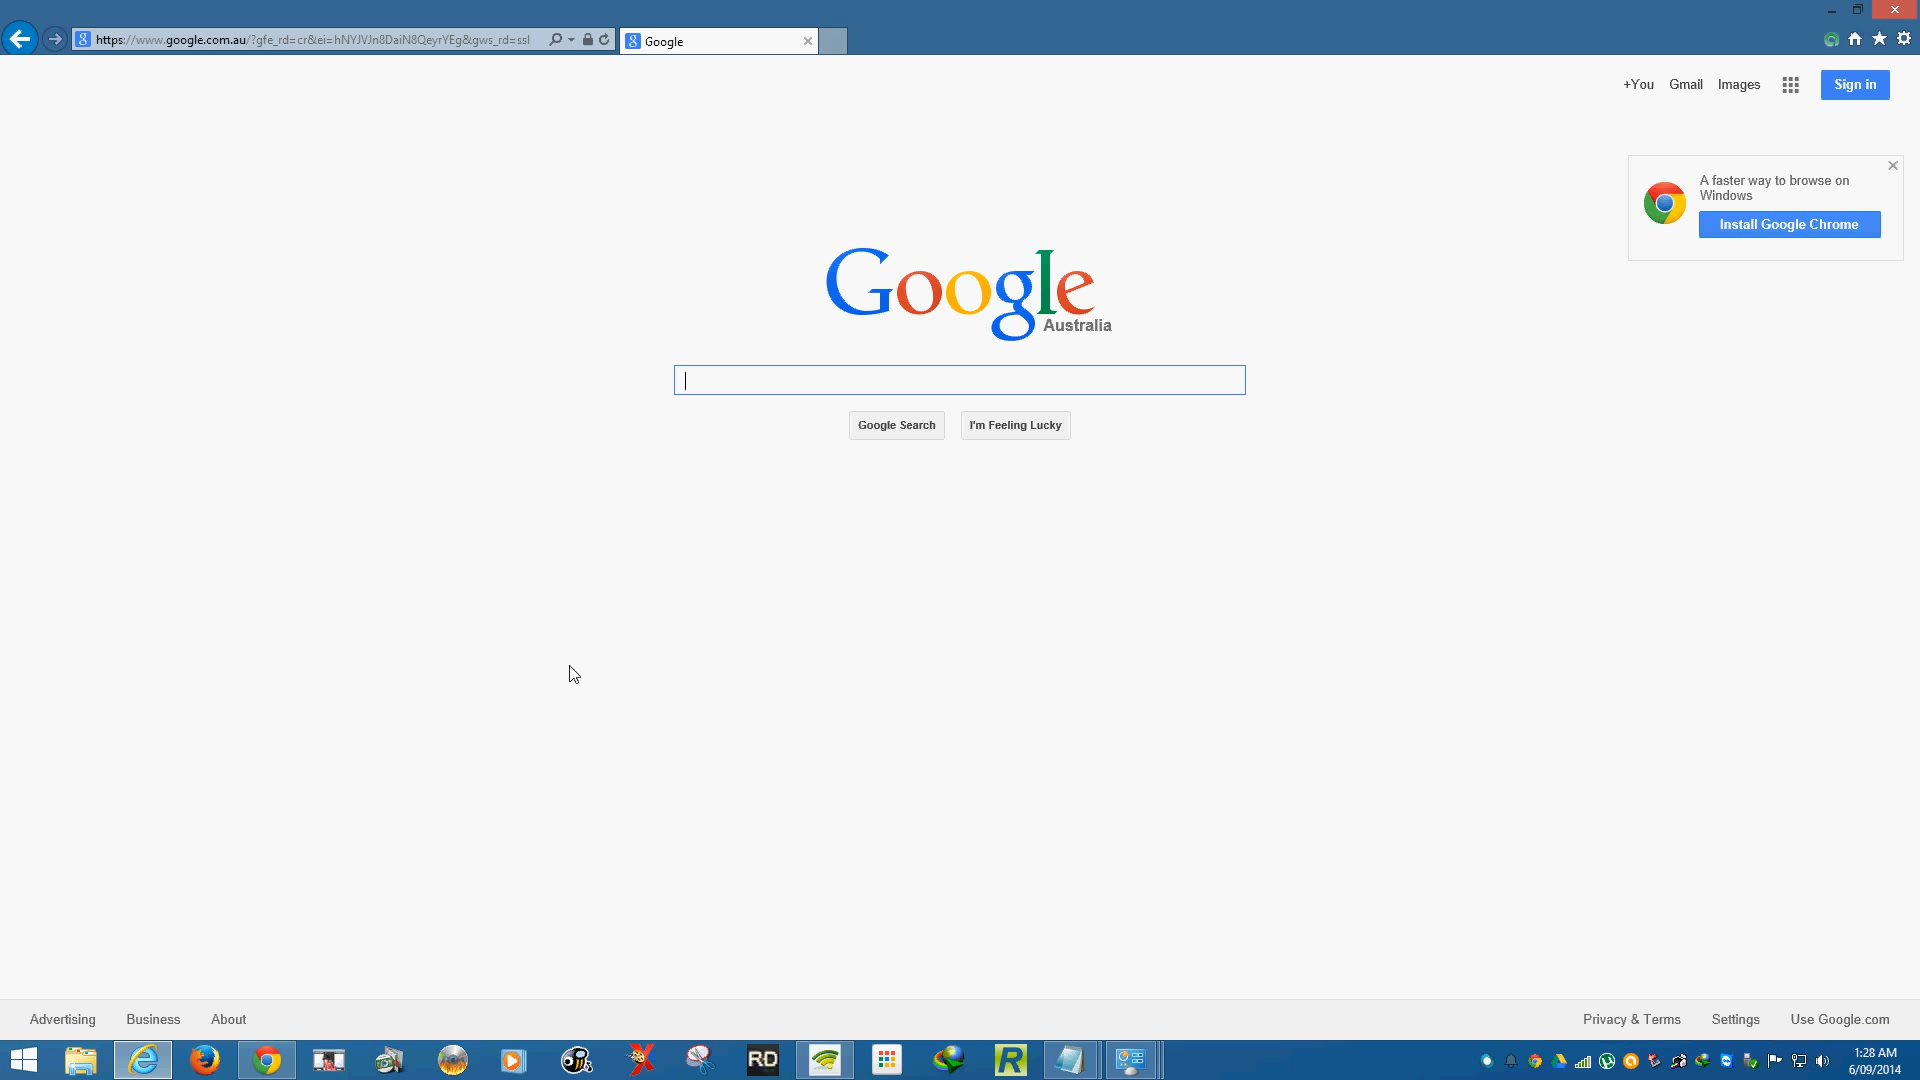 https://www.google.com.au/?gfe_rd=cr&ei=hNYJVJn8DaiN8QeyrYEg&gws_rd=ssl
Google
+You Gmail Images Sign in
A faster way to browse on
Windows
Install Google Chrome
Google
Australia
Google Search I'm Feeling Lucky
Advertising Business About Privacy & Terms Settings Use Google.com
RD
R
1:28 AM
6/09/2014